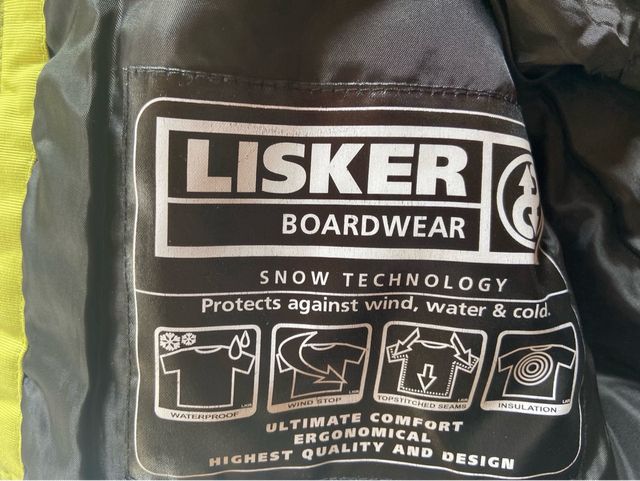 LISKER
BOARDWEAR
SNOW TECHNOLOGY
Protects against wind, water & cold.
WATERPROOF
WIND STOP
TOPSTITCHED SEAMS
INSULATION
ULTIMATE COMFORT
ERGONOMICAL
HIGHEST QUALITY AND DESIGN